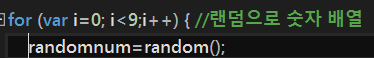 for (var i=0; i<9;i++) { //랜덤으로 숫자 배열
randomnum=random();